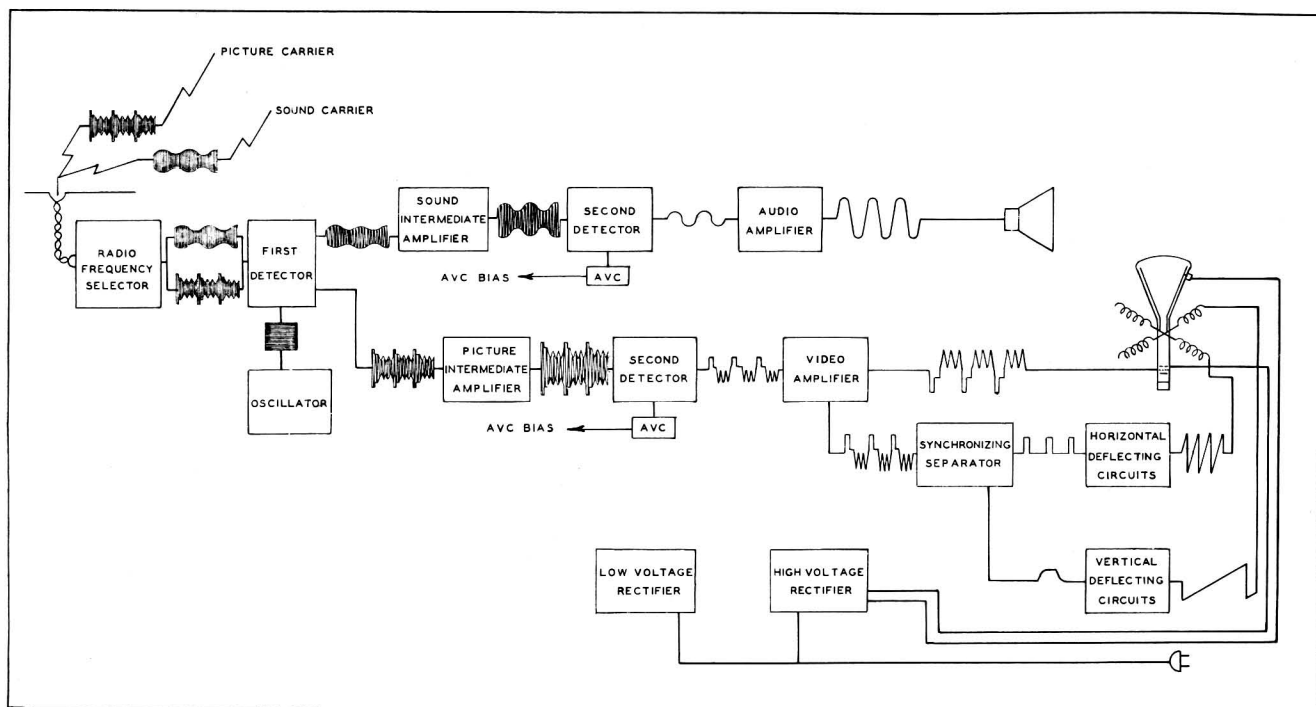 PICTURE CARRIER
SOUND CARRIER
RADIO
FREQUENCY
SELECTOR
FIRST
DETECTOR
OSCILLATOR
SOUND
INTERMEDIATE
AMPLIFIER
SECOND
DETECTOR
AUDIO
AMPLIFIER
AVC BIAS
AVC
PICTURE
INTERMEDIATE
AMPLIFIER
SECOND
DETECTOR
VIDEO
AMPLIFIER
AVC BIAS
AVC
SYNCHRONIZING
SEPARATOR
HORIZONTAL
DEFLECTING
CIRCUITS
LOW VOLTAGE
RECTIFIER
HIGH VOLTAGE
RECTIFIER
VERTICAL
DEFLECTING
CIRCUITS